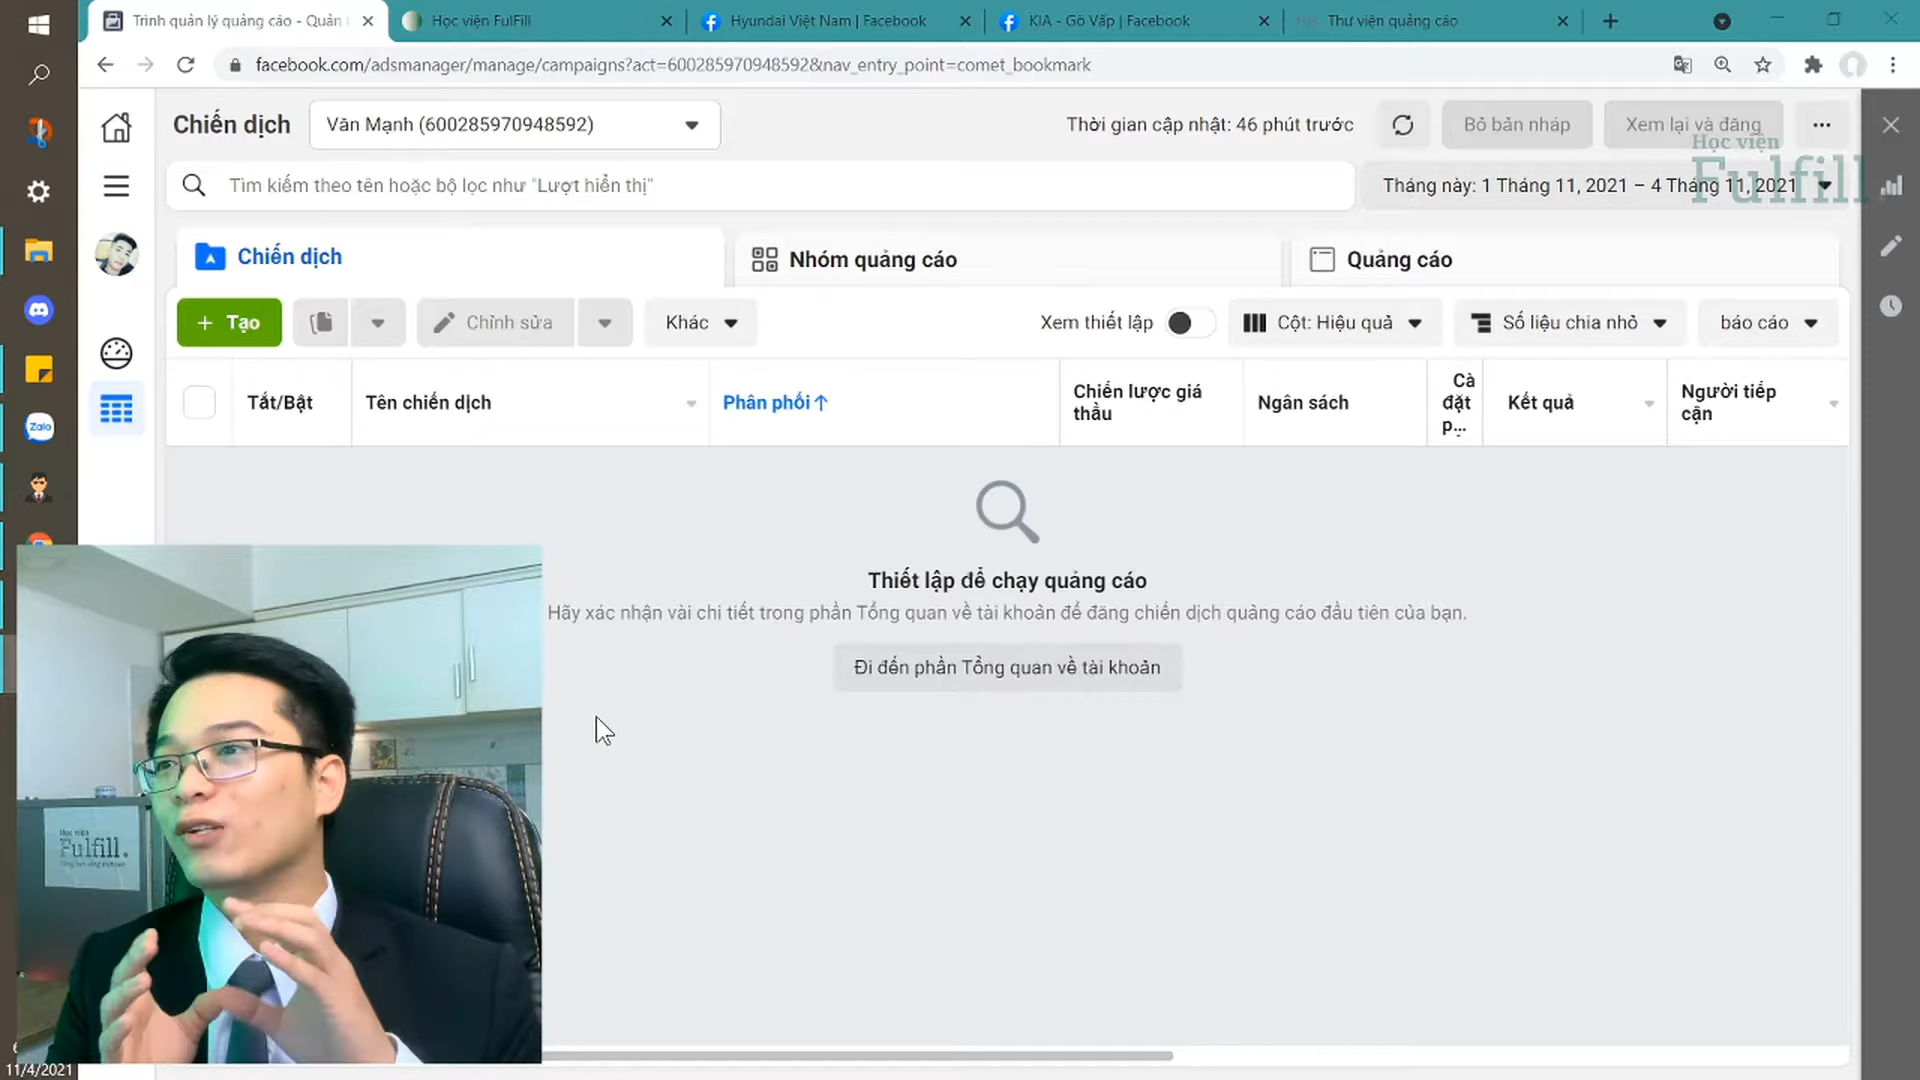 Trình quản lý quảng cáo - Quản
Học viện FulFill
Hyundai Việt Nam | Facebook
KIA - Gò Vấp | Facebook
Thư viện quảng cáo
facebook.com/adsmanager/manage/campaigns?act=600285970948592&nav_entry_point=comet_bookmark
Chiến dịch
Văn Mạnh (600285970948592)
Thời gian cập nhật: 46 phút trước
Bỏ bản nháp
Xem lại và đăng
Học viện
Fulfill
Tìm kiếm theo tên hoặc bộ lọc như "Lượt hiển thị"
Tháng này: 1 Tháng 11, 2021 – 4 Tháng 11, 2021
Chiến dịch
Nhóm quảng cáo
Quảng cáo
+ Tạo
Chỉnh sửa
Khác
Xem thiết lập
Cột: Hiệu quả
Số liệu chia nhỏ
báo cáo
Tắt/Bật
Tên chiến dịch
Phân phối↑
Chiến lược giá
thầu
Ngân sách
Cà
đặt
p...
Kết quả
Người tiếp
cận
Thiết lập để chạy quảng cáo
Hãy xác nhận vài chi tiết trong phần Tổng quan về tài khoản để đăng chiến dịch quảng cáo đầu tiên của bạn.
Đi đến phần Tổng quan về tài khoản
Zalo
Học viện
Fulfill.
11/4/2021